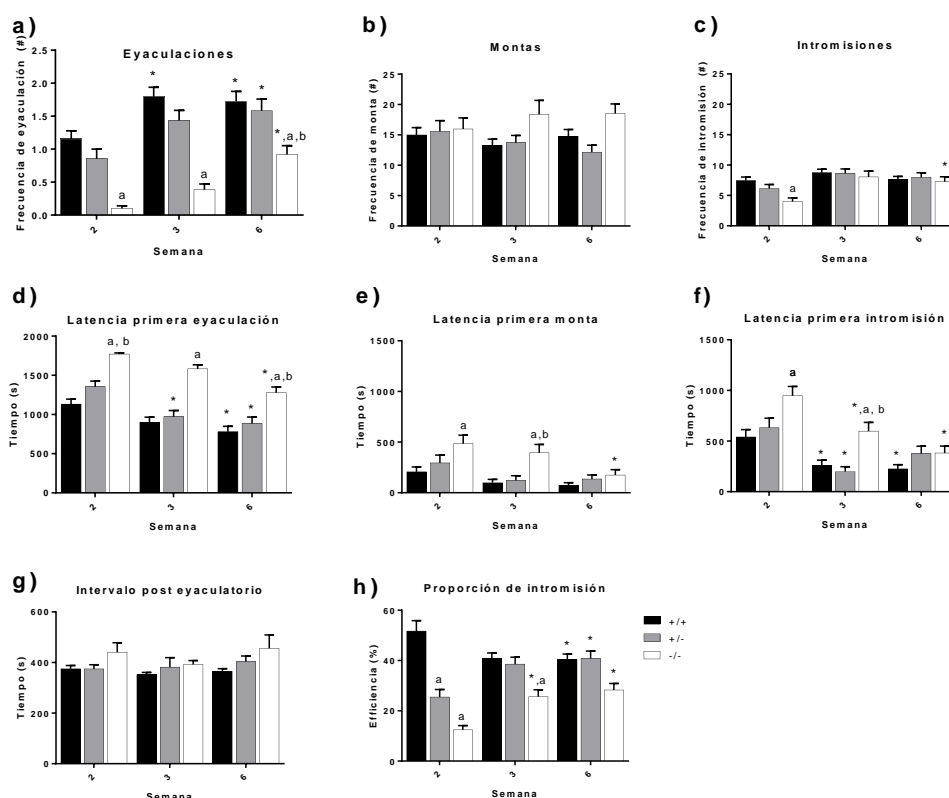 a)
Eyaculaciones
Frecuencia de eyaculación (#)
2.5
2.0
1.5
1.0
0.5
0.0
a
*
a
*
*
*,a,b
2
3
6
Semana
b)
Montas
Frecuencia de monta (#)
25
20
15
10
5
0
2
3
6
Semana
c)
Intromisiones
Frecuencia de intromisión (#)
25
20
15
10
5
0
a
*
2
3
6
Semana
d)
Latencia primera eyaculación
Tiempo (s)
2000
1500
1000
500
0
a, b
*
a
*
*
*,a,b
2
3
6
Semana
e)
Latencia primera monta
Tiempo (s)
1500
1000
500
0
a
a,b
*
2
3
6
Semana
f)
Latencia primera intromisión
Tiempo (s)
1500
1000
500
0
a
*
*
*,a, b
*
*
2
3
6
Semana
g)
Intervalo post eyaculatorio
Tiempo (s)
600
400
200
0
2
3
6
Semana
h)
Proporción de intromisión
Efficiencia (%)
60
40
20
0
a
a
*,a
*
*
*
2
3
6
Semana
+/+
+/-
-/-